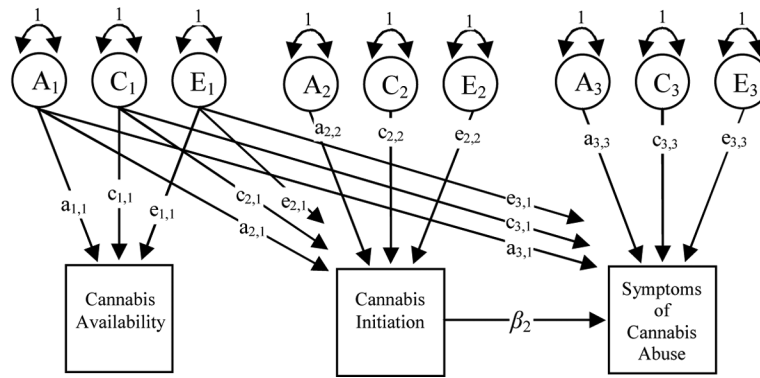 1 1 1 1 1 1 1 1 1
A1 C1 E1 A2 C2 E2 A3 C3 E3
a2,2 c2,2 e2,2 a3,3 c3,3 e3,3
a1,1 c1,1 e1,1 a2,1 c2,1 e2,1 e3,1
c3,1
a3,1
Cannabis
Availability
Cannabis
Initiation
β2
Symptoms
of
Cannabis
Abuse